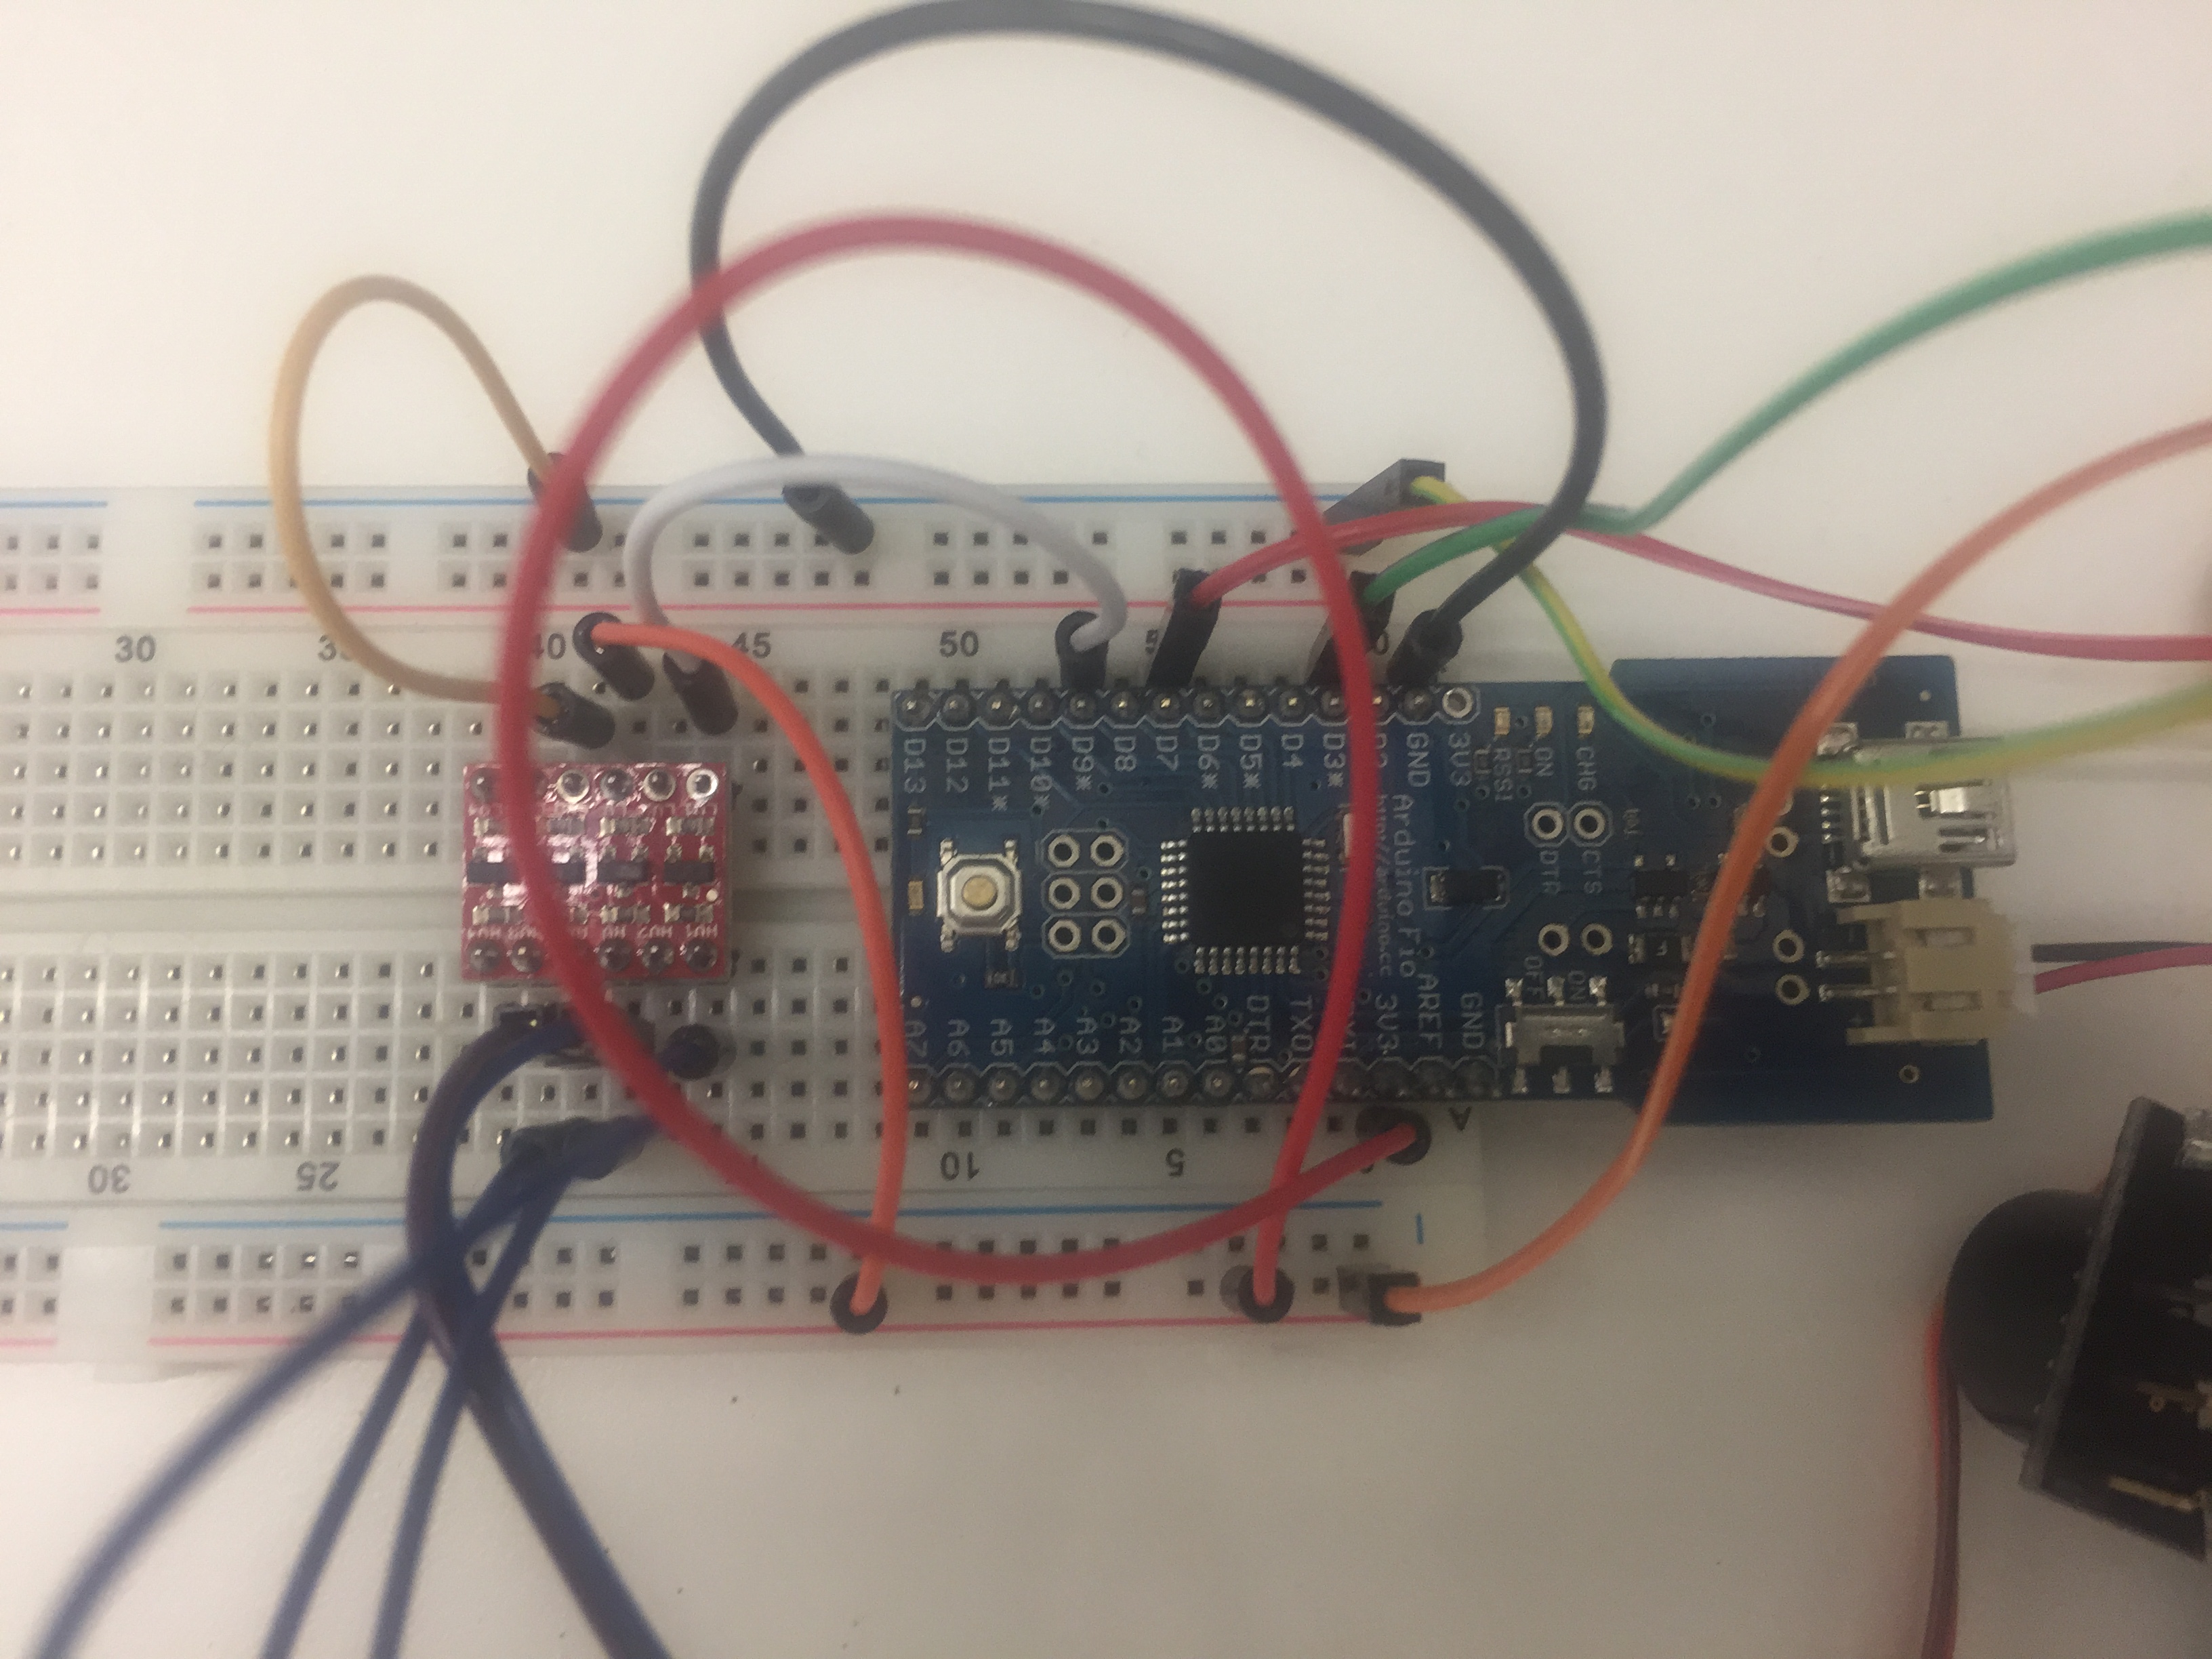 30
40
45
50
D13
D12
D11*
D10*
D9*
D8
D7
D6*
D5*
D4
D3*
GND
3V3
RSSI
ON
CHG
Arduino Fio
DTR
CTS
OFF
ON
A7
A6
A5
A4
A3
A2
A1
A0
DTR
TXO
3V3
AREF
GND
A
30
25
10
5